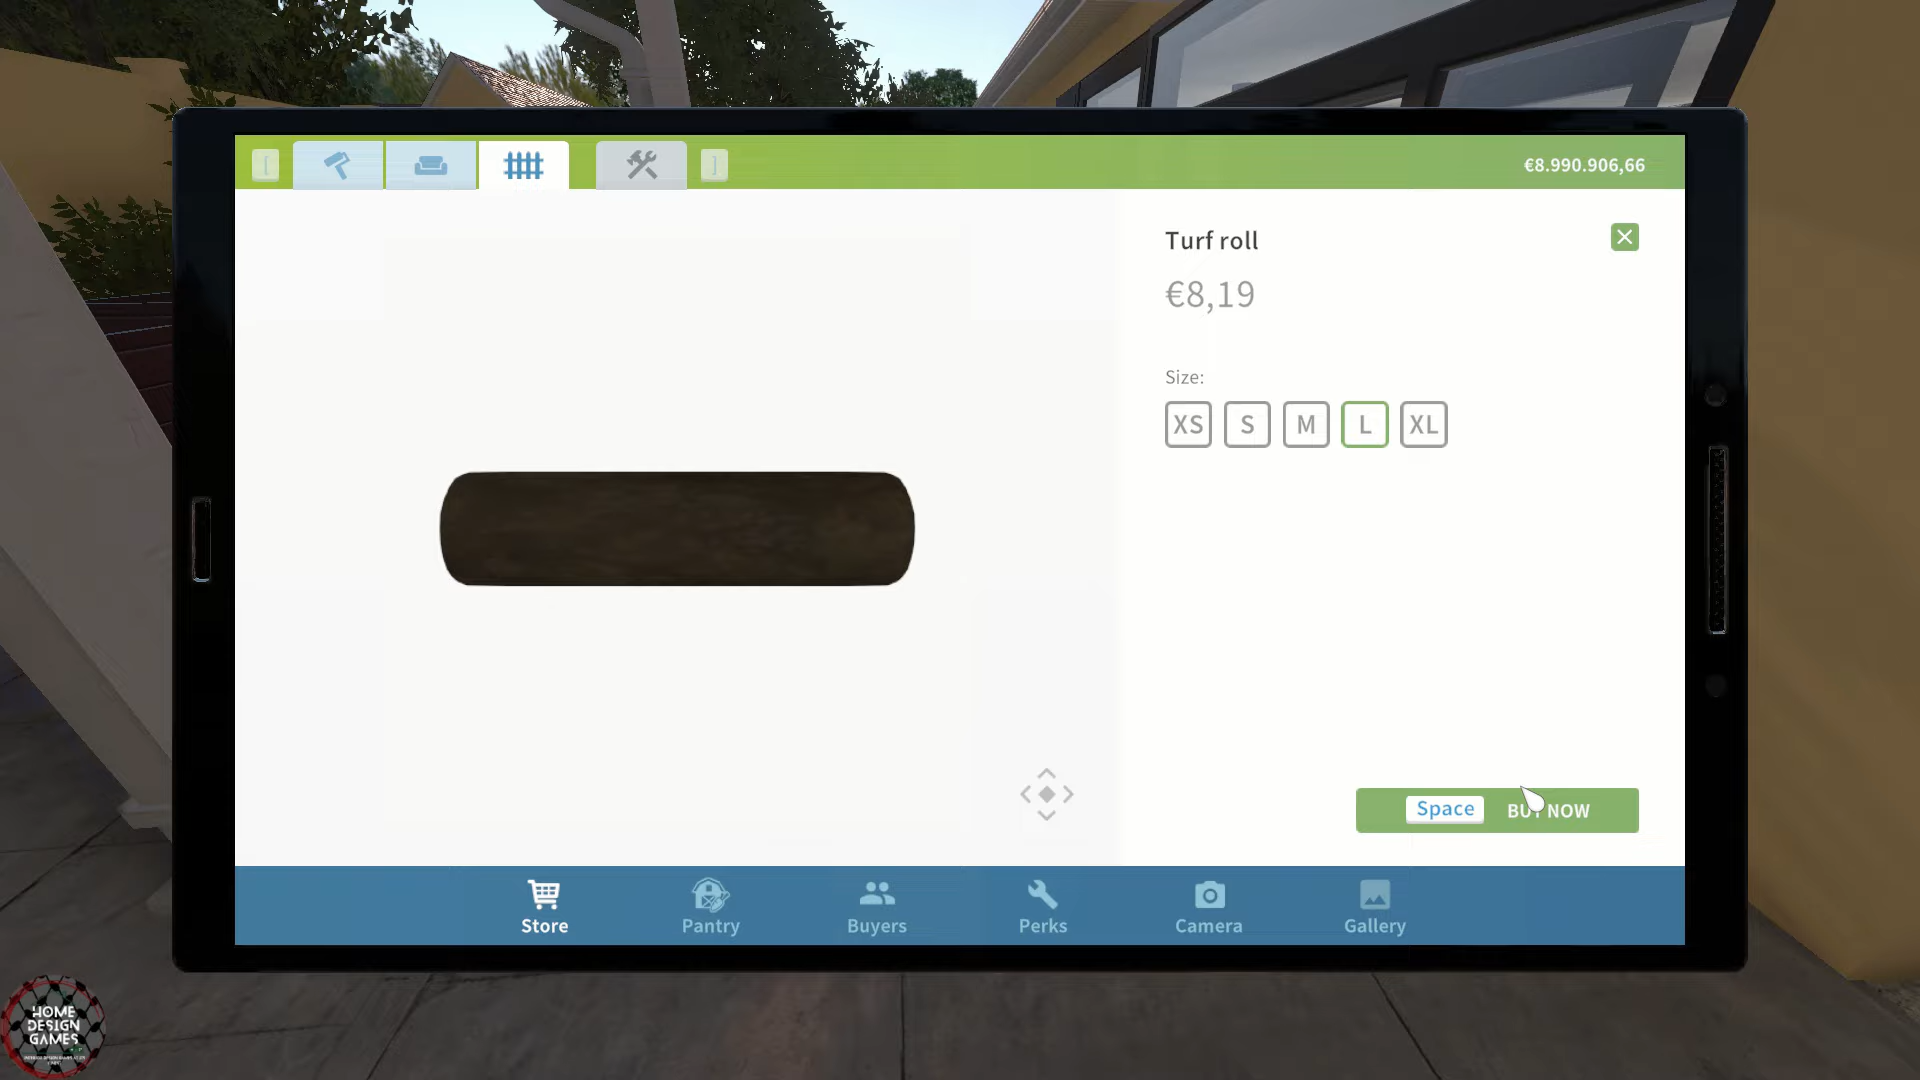 [
]
€8.990.906,66
Turf roll
€8,19
Size:
XS S M L XL
Space BUY NOW
Store Pantry Buyers Perks Camera Gallery
HOME
DESIGN
GAMES